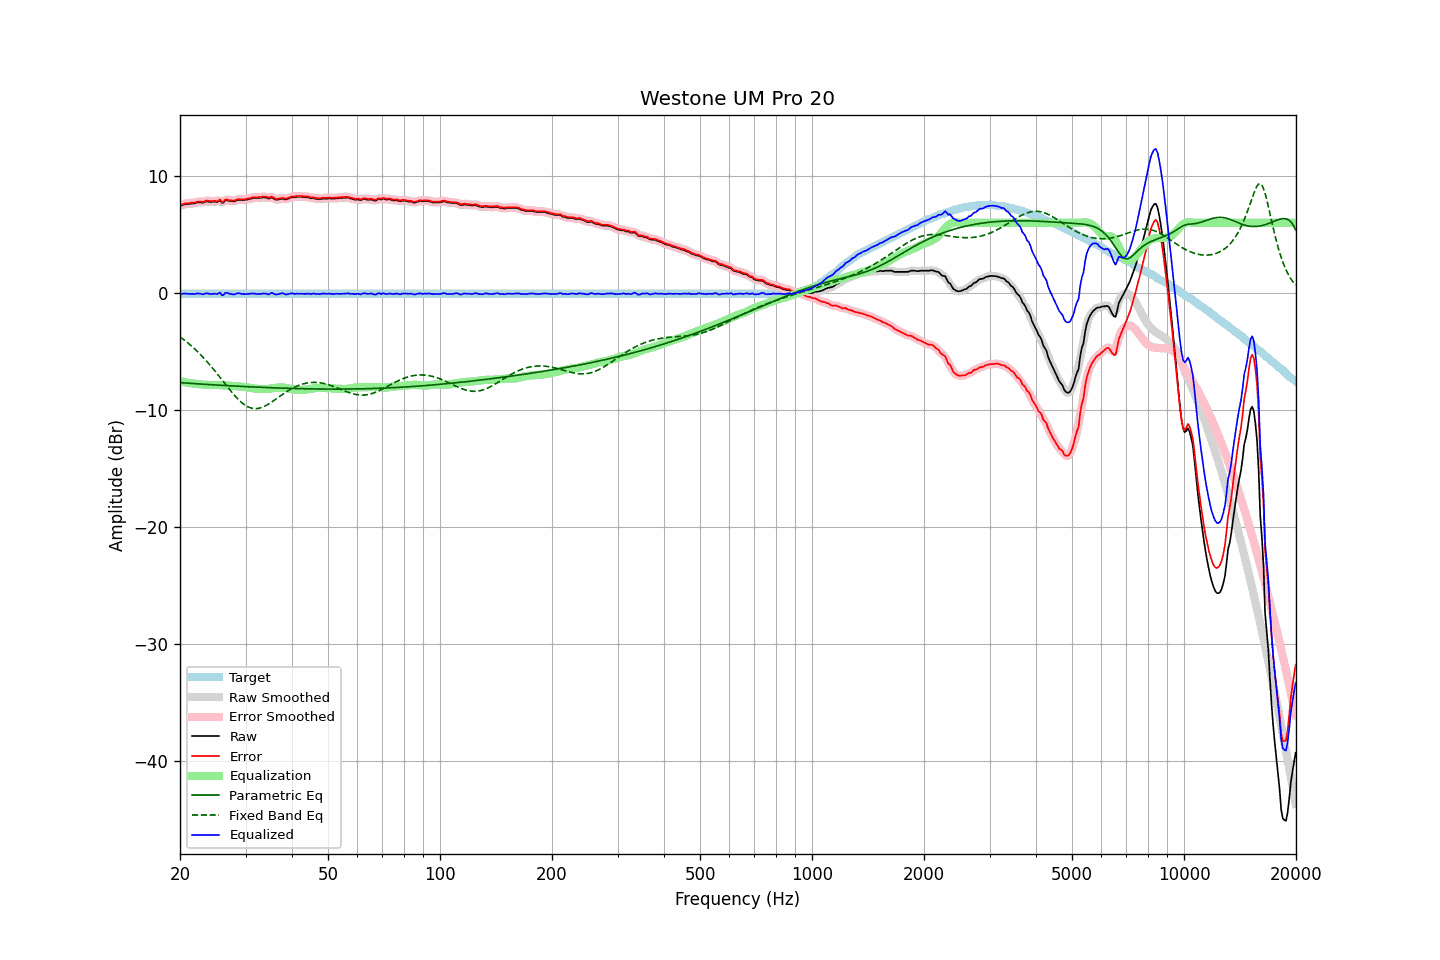 Westone UM Pro 20
Amplitude (dBr)
10
0
−10
−20
−30
−40
Target
Raw Smoothed
Error Smoothed
Raw
Error
Equalization
Parametric Eq
Fixed Band Eq
Equalized
20 50 100 200 500 1000 2000 5000 10000 20000
Frequency (Hz)